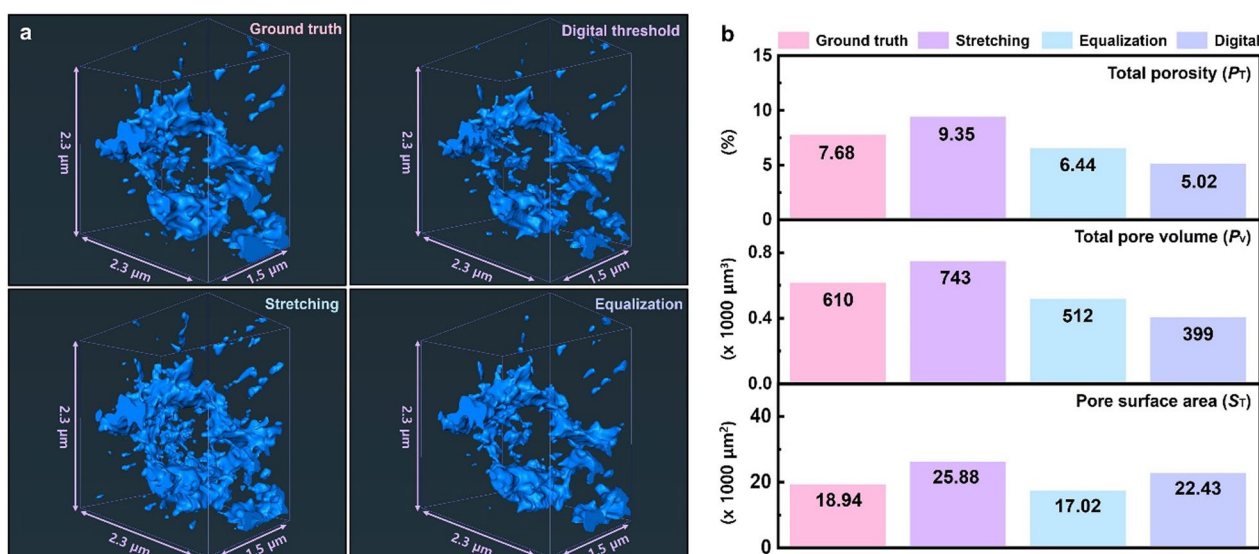 a
Ground truth
2.3 μm
2.3 μm
1.5 μm
Digital threshold
2.3 μm
2.3 μm
1.5 μm
Stretching
2.3 μm
2.3 μm
1.5 μm
Equalization
2.3 μm
2.3 μm
1.5 μm
b
Ground truth Stretching Equalization Digital
Total porosity (PT)
(%)
15
10
5
0
7.68
9.35
6.44
5.02
Total pore volume (PV)
(x 1000 μm³)
0.8
0.4
0.0
610
743
512
399
Pore surface area (ST)
(x 1000 μm²)
40
20
0
18.94
25.88
17.02
22.43